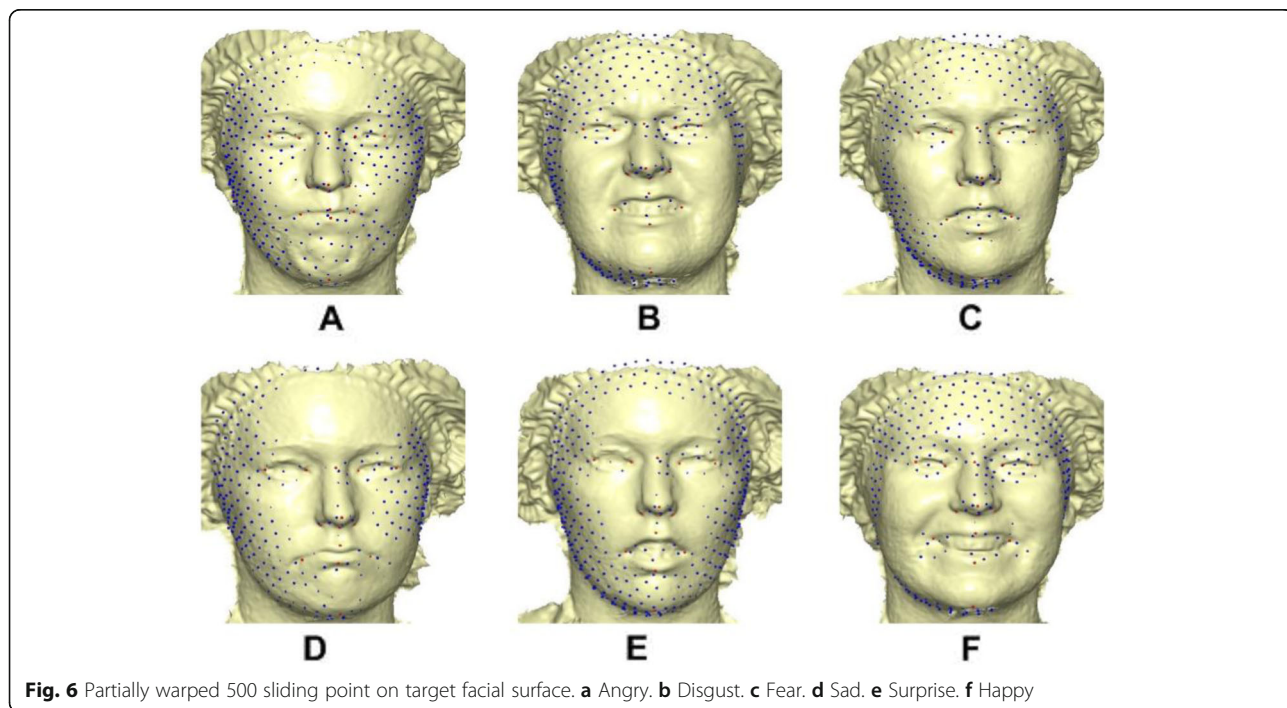 A
B
C
D
E
F
Fig. 6 Partially warped 500 sliding point on target facial surface. a Angry. b Disgust. c Fear. d Sad. e Surprise. f Happy